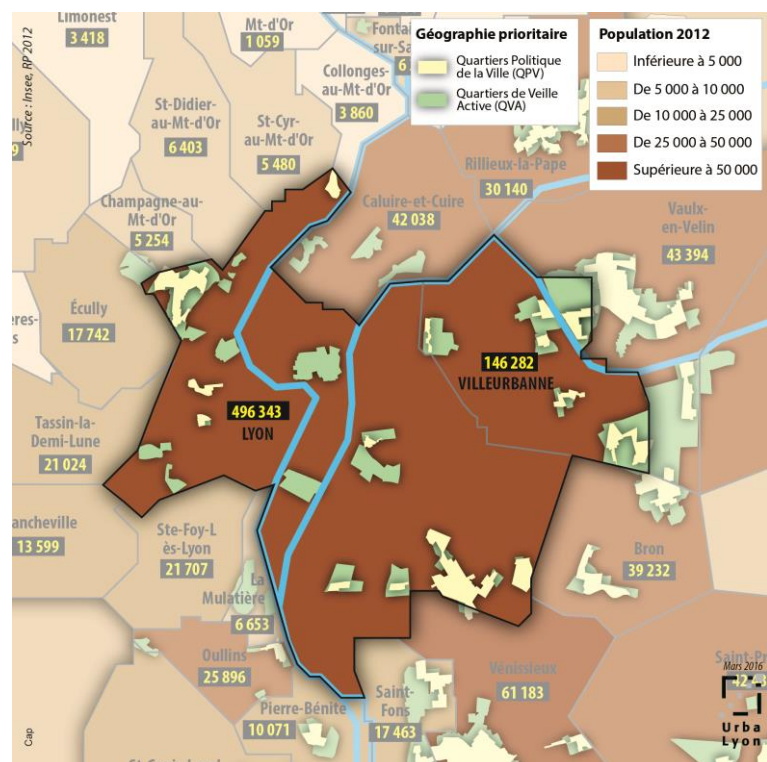 Limonest
3 418
Mt-d'Or
1 059
Collonges-
au-Mt-d'Or
3 860
St-Didier-
au-Mt-d'Or
6 403
St-Cyr-
au-Mt-d'Or
5 480
Source : Insee, RP 2012
Géographie prioritaire
Quartiers Politique
de la Ville (QPV)
Quartiers de Veille
Active (QVA)
Population 2012
Inférieure à 5 000
De 5 000 à 10 000
De 10 000 à 25 000
De 25 000 à 50 000
Supérieure à 50 000
Rillieux-la-Pape
30 140
Champagne-au-
Mt-d'Or
5 254
Caluire-et-Cuire
42 038
Vaulx-
en-Velin
43 394
Écully
17 742
146 282
VILLEURBANNE
496 343
LYON
Tassin-la-
Demi-Lune
21 024
ancheville
13 599
Ste-Foy-L
ès-Lyon
21 707
Bron
39 232
La
Mulatière
6 653
Oullins
25 896
Vénissieux
61 183
Pierre-Bénite
10 071
Saint-
Fons
17 463
Mars 2016
Urba
Lyon
Cap